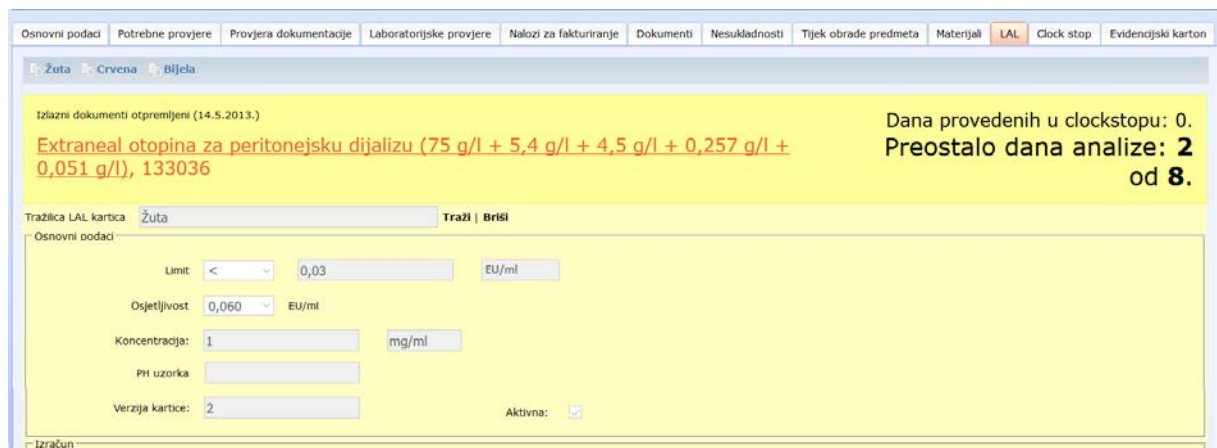 Osnovni podaci Potrebne provjere Provjera dokumentacije Laboratorijske provjere Nalozi za fakturiranje Dokumenti Nesukladnosti Tijek obrade predmeta Materijali LAL Clock stop Evidencijski karton
Žuta Crvena Bijela
Izlazni dokumenti otpremljeni (14.5.2013.)
Extraneal otopina za peritonejsku dijalizu (75 g/l + 5,4 g/l + 4,5 g/l + 0,257 g/l +
0,051 g/l), 133036
Dana provedenih u clockstopu: 0.
Preostalo dana analize: 2
od 8.
Tražilica LAL kartica Žuta Traži | Briši
Osnovni podaci
Limit < 0,03 EU/ml
Osjetljivost 0,060 EU/ml
Koncentracija: 1 mg/ml
PH uzorka
Verzija kartice: 2 Aktivna:
Izračun